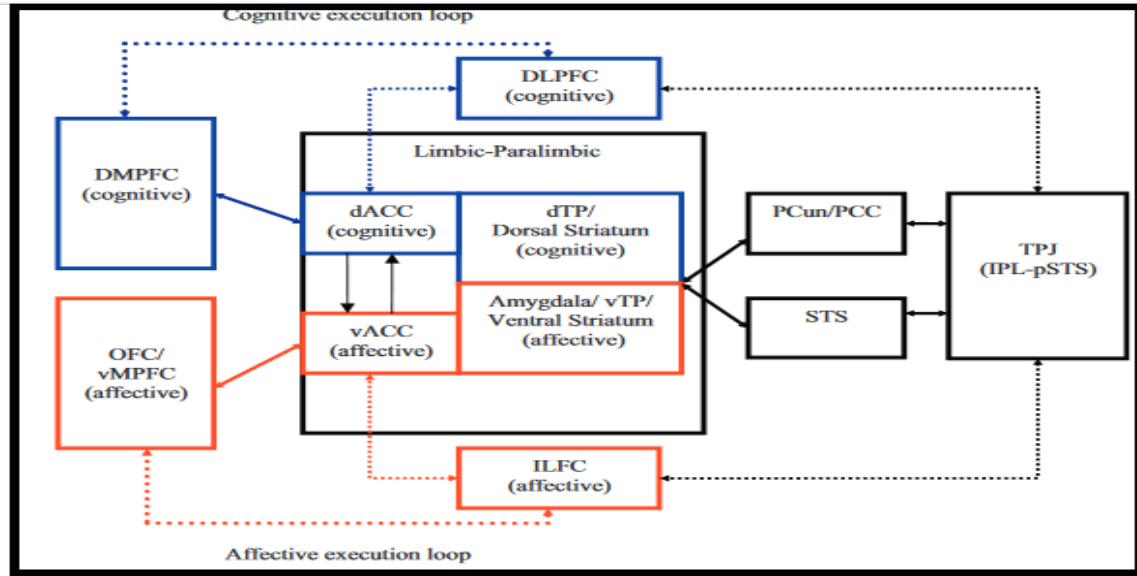 Cognitive execution loop
DLPFC
(cognitive)
Limbic-Paralimbic
DMPFC
(cognitive)
dACC
(cognitive)
dTP/
Dorsal Striatum
(cognitive)
PCun/PCC
TPJ
(IPL-pSTS)
Amygdala/ vTP/
Ventral Striatum
(affective)
vACC
(affective)
STS
OFC/
vMPFC
(affective)
ILFC
(affective)
Affective execution loop